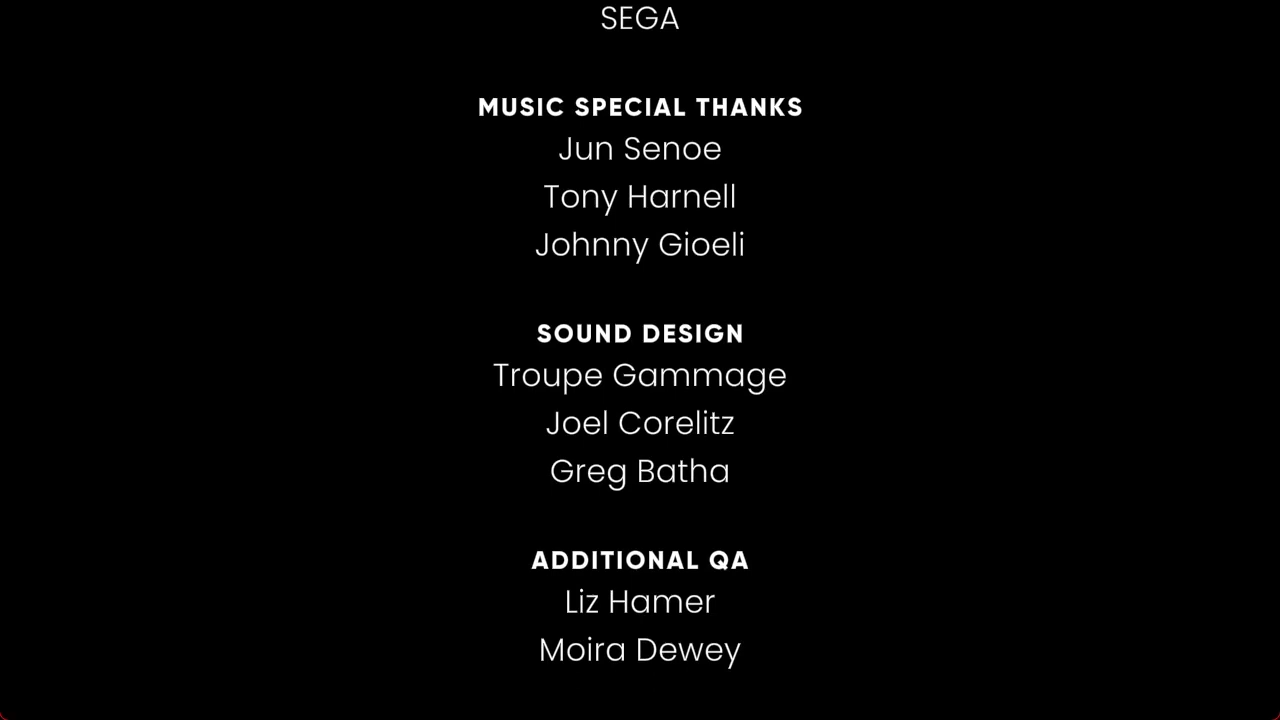 SEGA
MUSIC SPECIAL THANKS
Jun Senoe
Tony Harnell
Johnny Gioeli
SOUND DESIGN
Troupe Gammage
Joel Corelitz
Greg Batha
ADDITIONAL QA
Liz Hamer
Moira Dewey